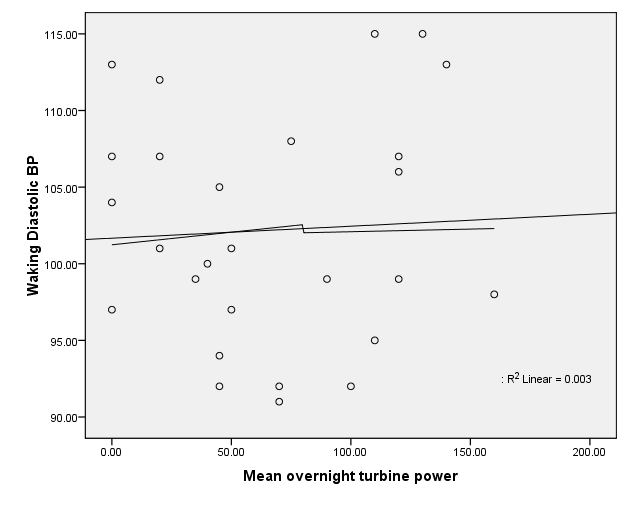 115.00
110.00
105.00
100.00
95.00
90.00
Waking Diastolic BP
: R² Linear = 0.003
0.00 50.00 100.00 150.00 200.00
Mean overnight turbine power